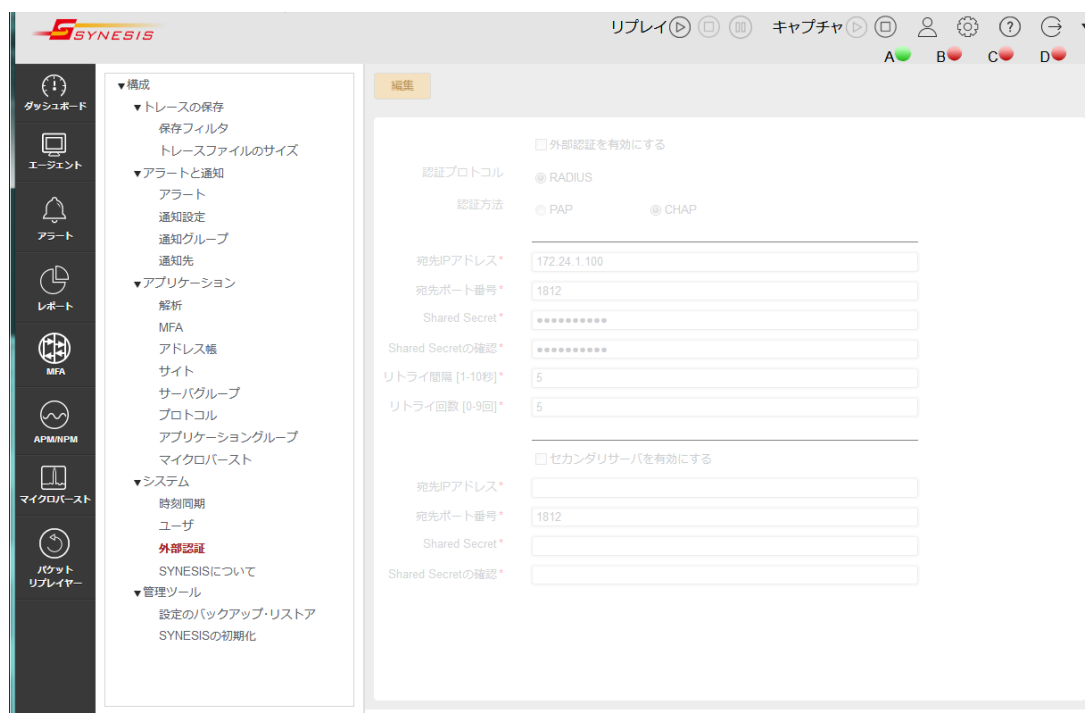 SYNESIS
リプレイ キャプチャ
A B C D
ダッシュボード
エージェント
アラート
レポート
MFA
APM/NPM
マイクロバースト
パケット
リプレイヤー
▼構成
▼トレースの保存
保存フィルタ
トレースファイルのサイズ
▼アラートと通知
アラート
通知設定
通知グループ
通知先
▼アプリケーション
解析
MFA
アドレス帳
サイト
サーバグループ
プロトコル
アプリケーショングループ
マイクロバースト
▼システム
時刻同期
ユーザ
外部認証
SYNESISについて
▼管理ツール
設定のバックアップ・リストア
SYNESISの初期化
編集
外部認証を有効にする
認証プロトコル RADIUS
認証方法 PAP CHAP
宛先IPアドレス* 172.24.1.100
宛先ポート番号* 1812
Shared Secret* ●●●●●●●●●●
Shared Secretの確認* ●●●●●●●●●●
リトライ間隔 [1-10秒]* 5
リトライ回数 [0-9回]* 5
セカンダリサーバを有効にする
宛先IPアドレス*
宛先ポート番号* 1812
Shared Secret*
Shared Secretの確認*